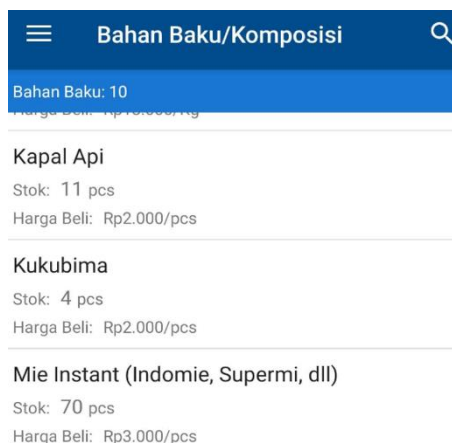 Bahan Baku/Komposisi
Bahan Baku: 10
Kapal Api
Stok: 11 pcs
Harga Beli: Rp2.000/pcs
Kukubima
Stok: 4 pcs
Harga Beli: Rp2.000/pcs
Mie Instant (Indomie, Supermi, dll)
Stok: 70 pcs
Harga Beli: Rp3.000/pcs